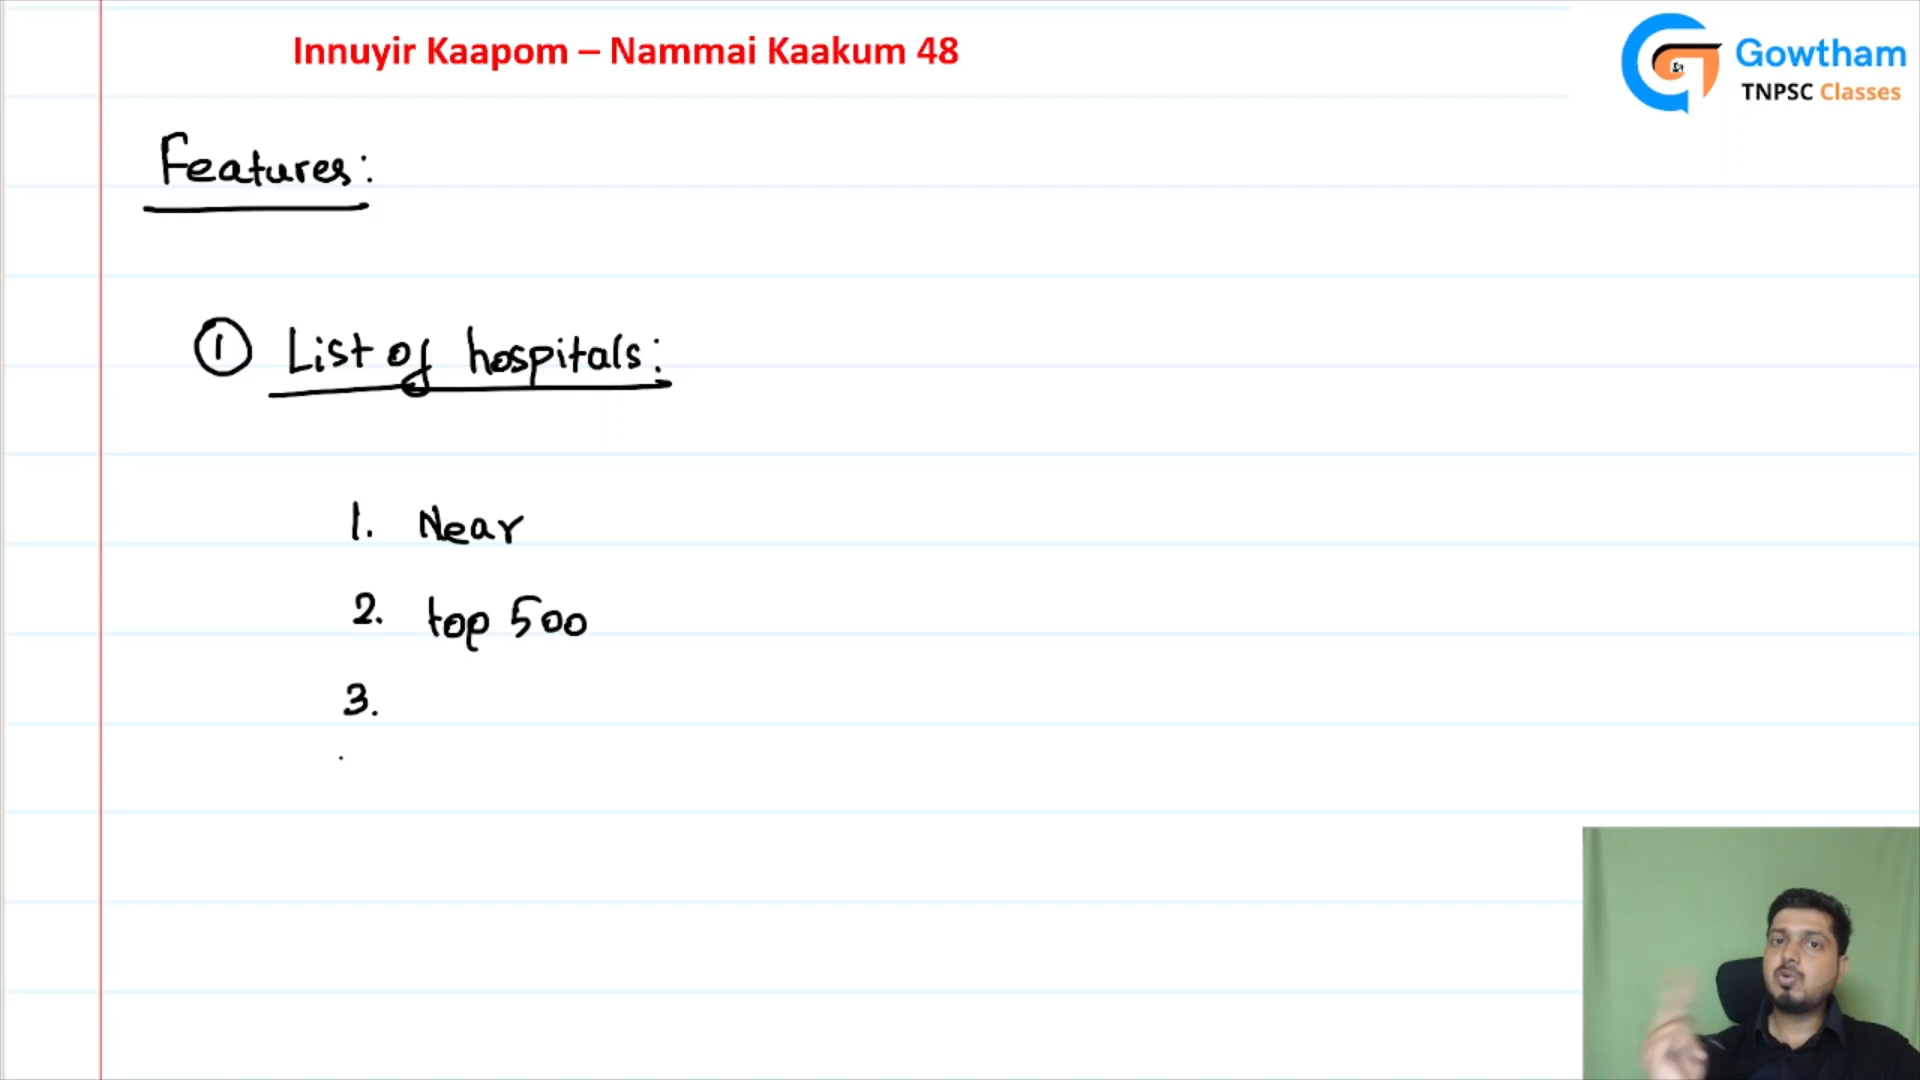 Innuyir Kaapom – Nammai Kaakum 48
Gowtham
TNPSC Classes
Features:
① List of hospitals:
1. Near
2. top 500
3.